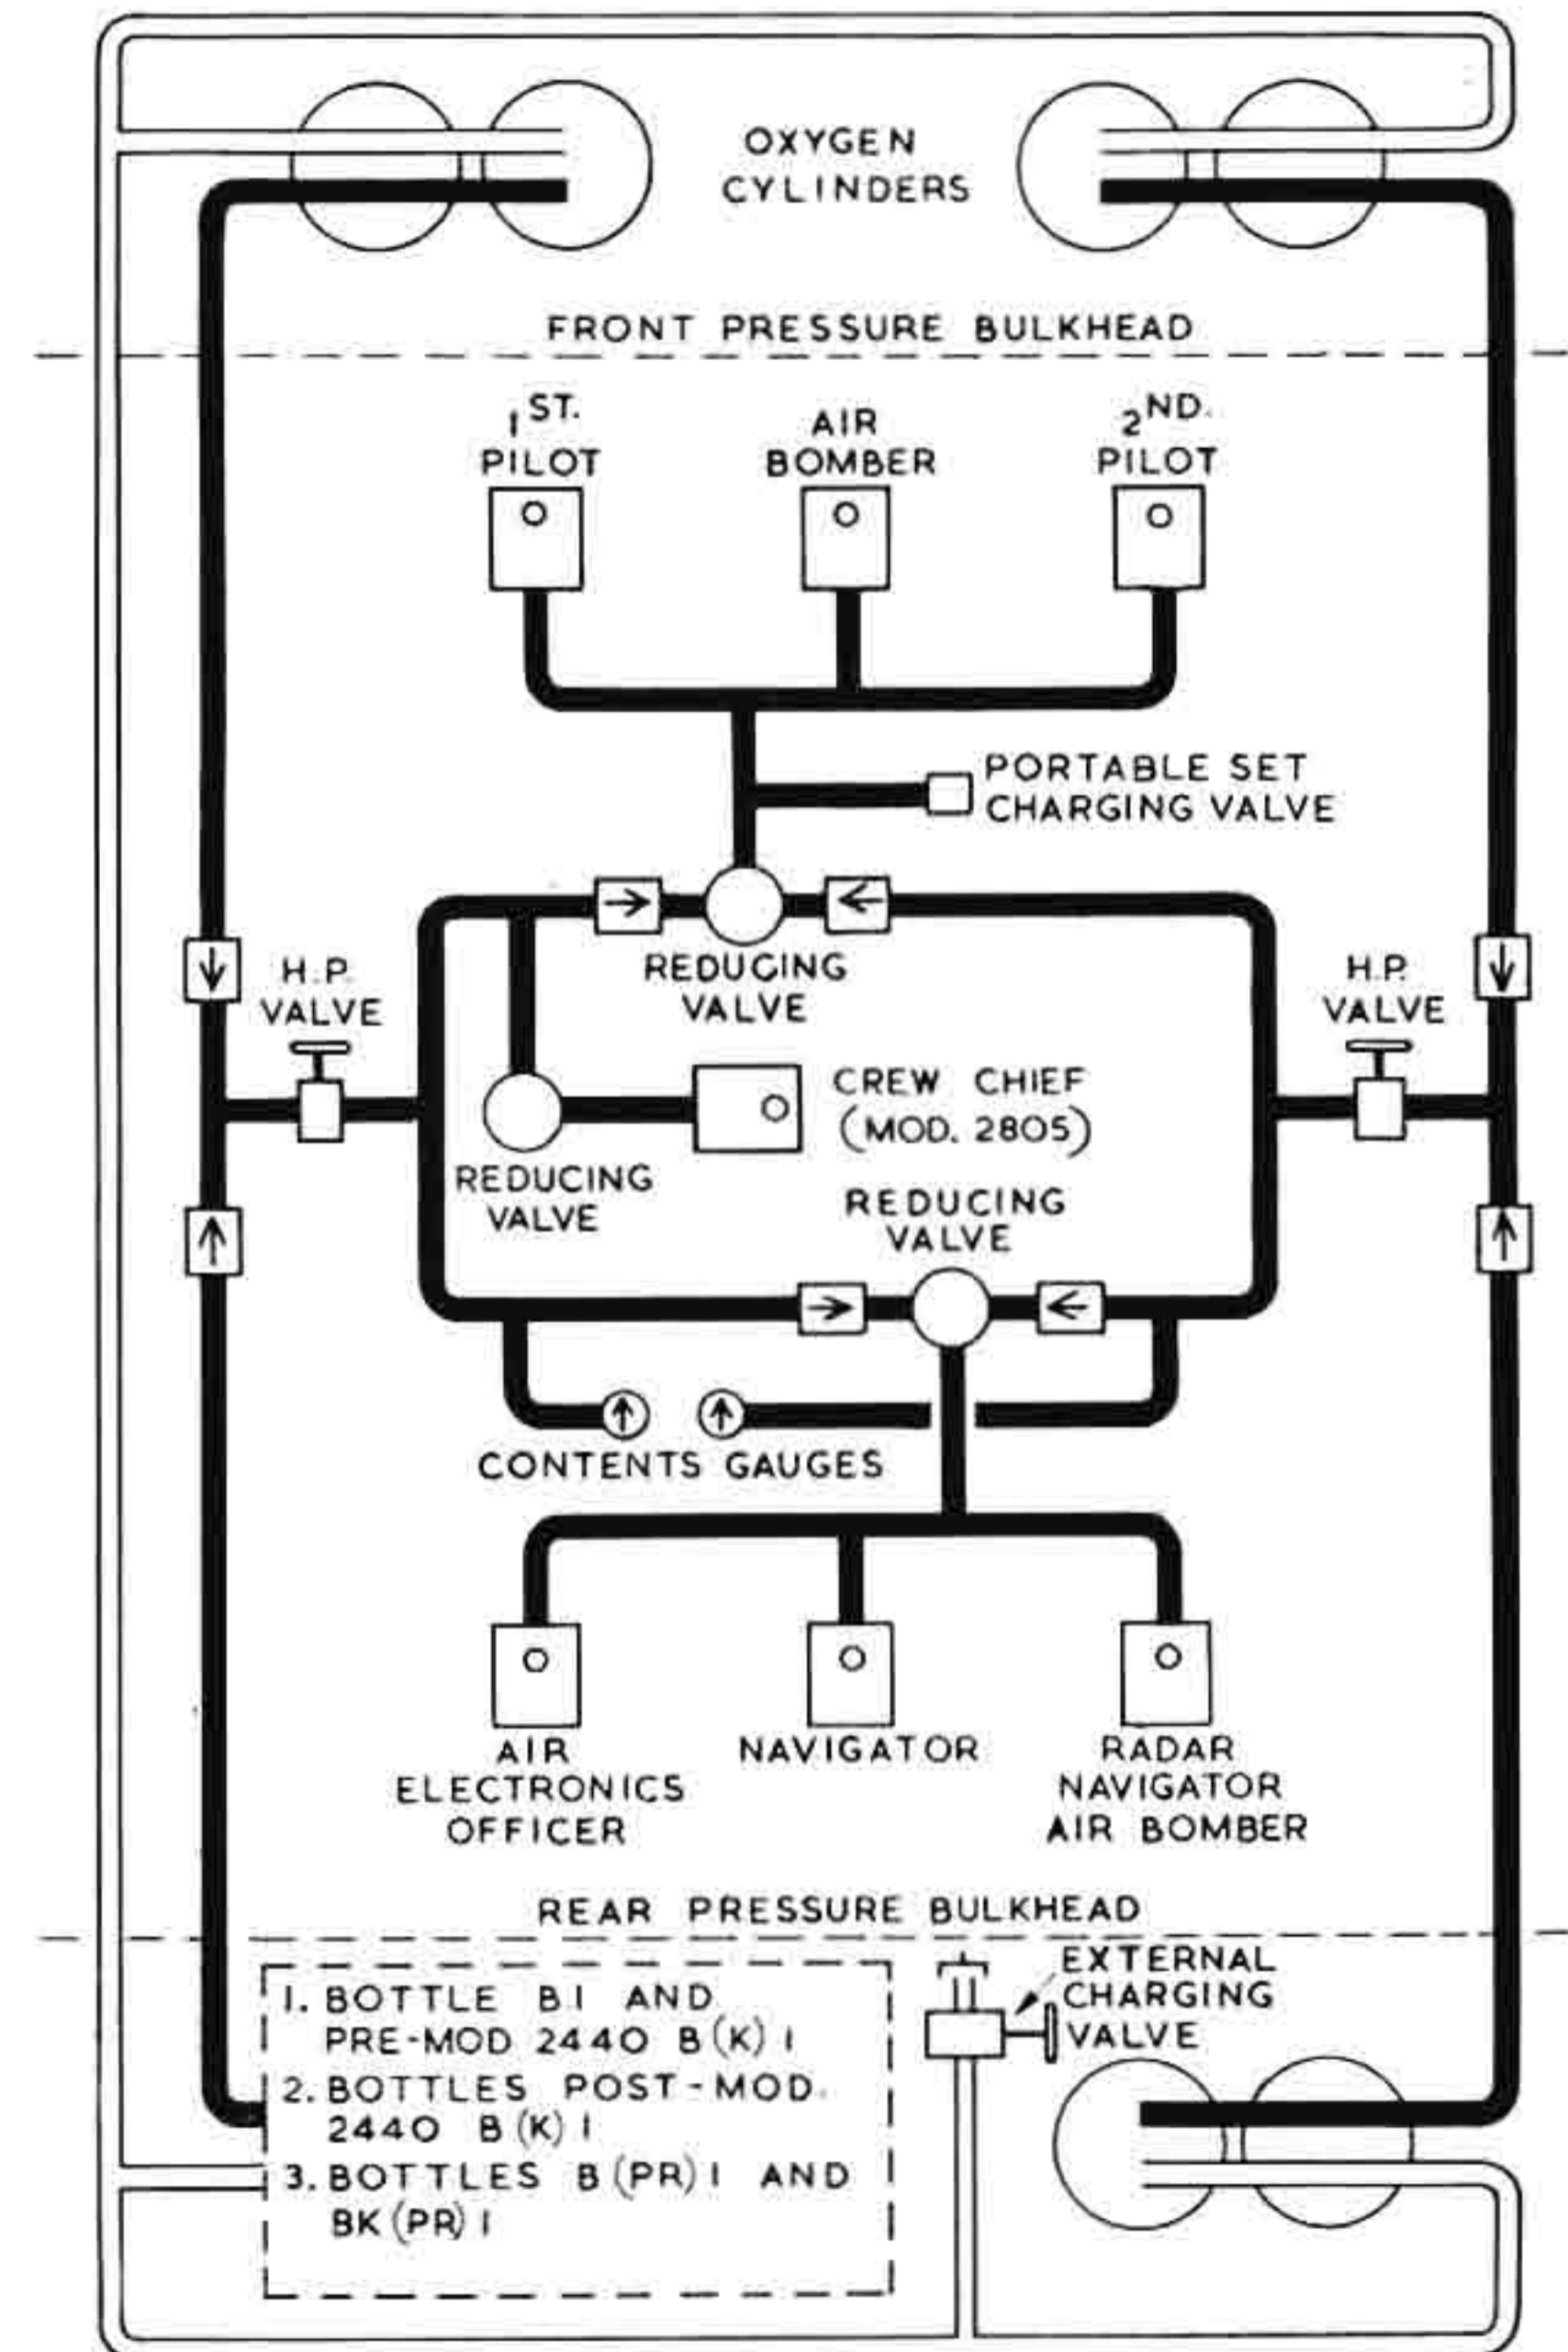 OXYGEN
CYLINDERS
FRONT PRESSURE BULKHEAD
1ST.
PILOT
AIR
BOMBER
2ND.
PILOT
PORTABLE SET
CHARGING VALVE
REDUCING
VALVE
H.P.
VALVE
H.P.
VALVE
CREW CHIEF
(MOD. 2805)
REDUCING
VALVE
REDUCING
VALVE
CONTENTS GAUGES
AIR
ELECTRONICS
OFFICER
NAVIGATOR
RADAR
NAVIGATOR
AIR BOMBER
REAR PRESSURE BULKHEAD
1. BOTTLE B.1 AND
PRE-MOD 2440 B(K) 1
2. BOTTLES POST-MOD.
2440 B(K) 1
3. BOTTLES B(PR) 1 AND
BK(PR) 1
EXTERNAL
CHARGING
VALVE